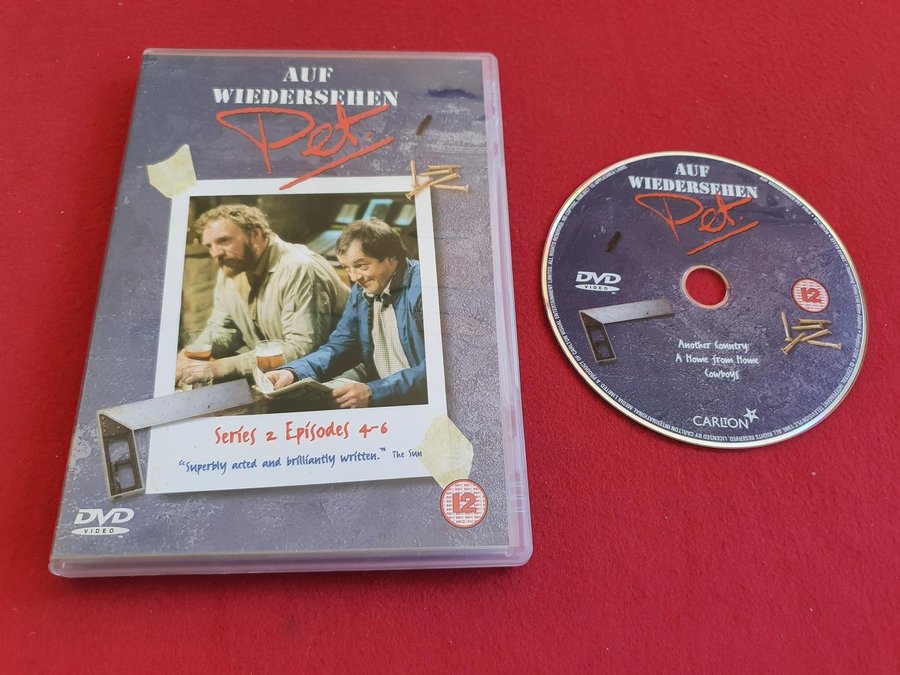 AUF
WIEDERSEHEN
Pet.
Series 2 Episodes 4-6
"Superbly acted and brilliantly written." The Sun
DVD
VIDEO
12
AUF
WIEDERSEHEN
Pet.
DVD
VIDEO
12
Another Country
A Home from Home
Cowboys
CARLTON